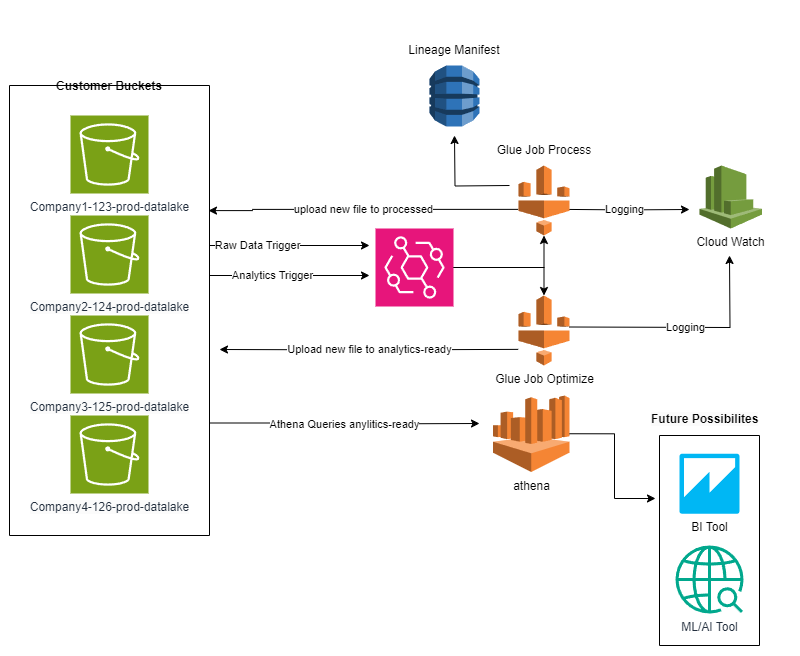 Lineage Manifest
Customer Buckets
Glue Job Process
Company1-123-prod-datalake
upload new file to processed
Logging
Cloud Watch
Raw Data Trigger
Analytics Trigger
Company2-124-prod-datalake
Logging
Upload new file to analytics-ready
Glue Job Optimize
Company3-125-prod-datalake
Athena Queries anylitics-ready
Future Possibilites
athena
Company4-126-prod-datalake
BI Tool
ML/AI Tool